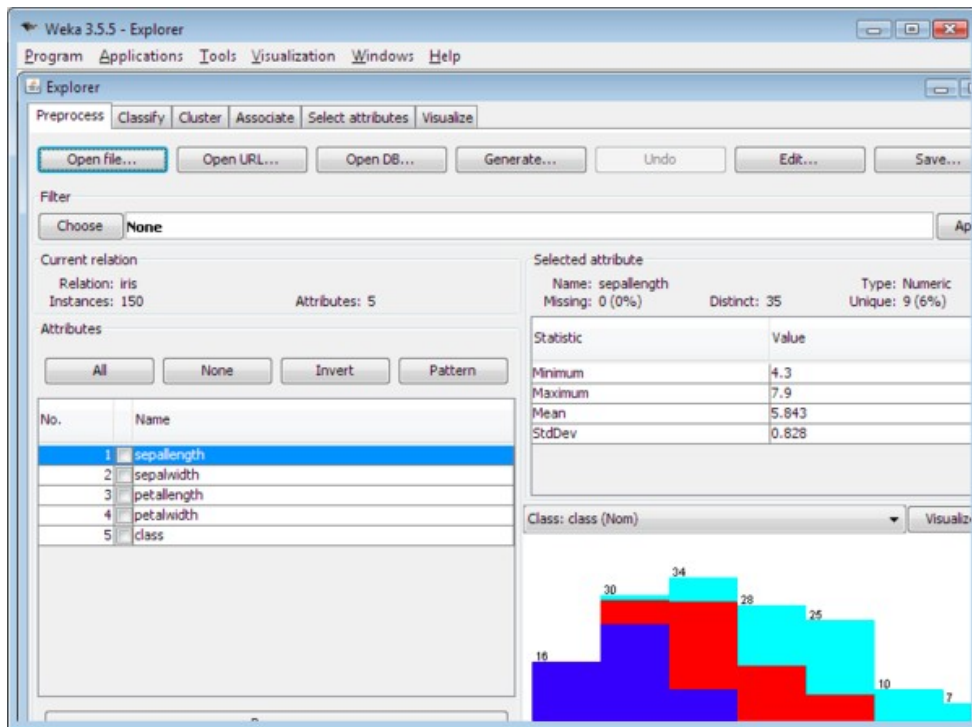 Weka 3.5.5 - Explorer
Program Applications Tools Visualization Windows Help
Explorer
Preprocess Classify Cluster Associate Select attributes Visualize
Open file... Open URL... Open DB... Generate... Undo Edit... Save...
Filter
Choose None
Current relation
Relation: iris
Instances: 150 Attributes: 5
Selected attribute
Name: sepallength Type: Numeric
Missing: 0 (0%) Distinct: 35 Unique: 9 (6%)
Attributes
All None Invert Pattern
No. Name
1 sepallength
2 sepalwidth
3 petallength
4 petalwidth
5 class
Statistic Value
Minimum 4.3
Maximum 7.9
Mean 5.843
StdDev 0.828
Class: class (Nom) Visualiz
16 30 34 28 25 10 7